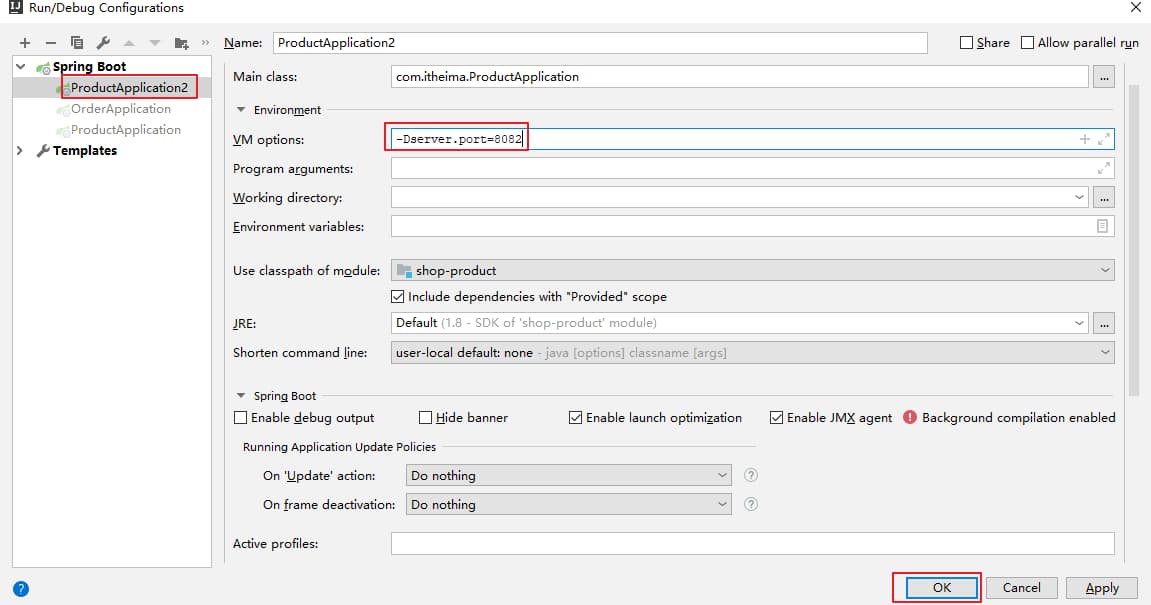 Run/Debug Configurations
Name: ProductApplication2 Share Allow parallel run
Spring Boot
ProductApplication2
OrderApplication
ProductApplication
Templates
Main class: com.itheima.ProductApplication ...
Environment
VM options: -Dserver.port=8082
Program arguments:
Working directory: ...
Environment variables:
Use classpath of module: shop-product
Include dependencies with "Provided" scope
JRE: Default (1.8 - SDK of 'shop-product' module) ...
Shorten command line: user-local default: none - java [options] classname [args]
Spring Boot
Enable debug output Hide banner Enable launch optimization Enable JMX agent Background compilation enabled
Running Application Update Policies
On 'Update' action: Do nothing ?
On frame deactivation: Do nothing ?
Active profiles:
? OK Cancel Apply